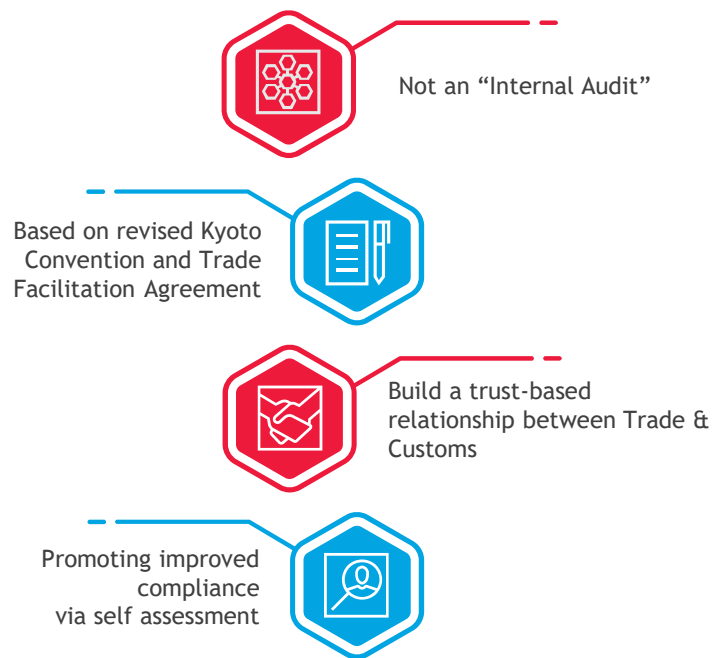 Not an “Internal Audit”
Based on revised Kyoto
Convention and Trade
Facilitation Agreement
Build a trust-based
relationship between Trade &
Customs
Promoting improved
compliance
via self assessment